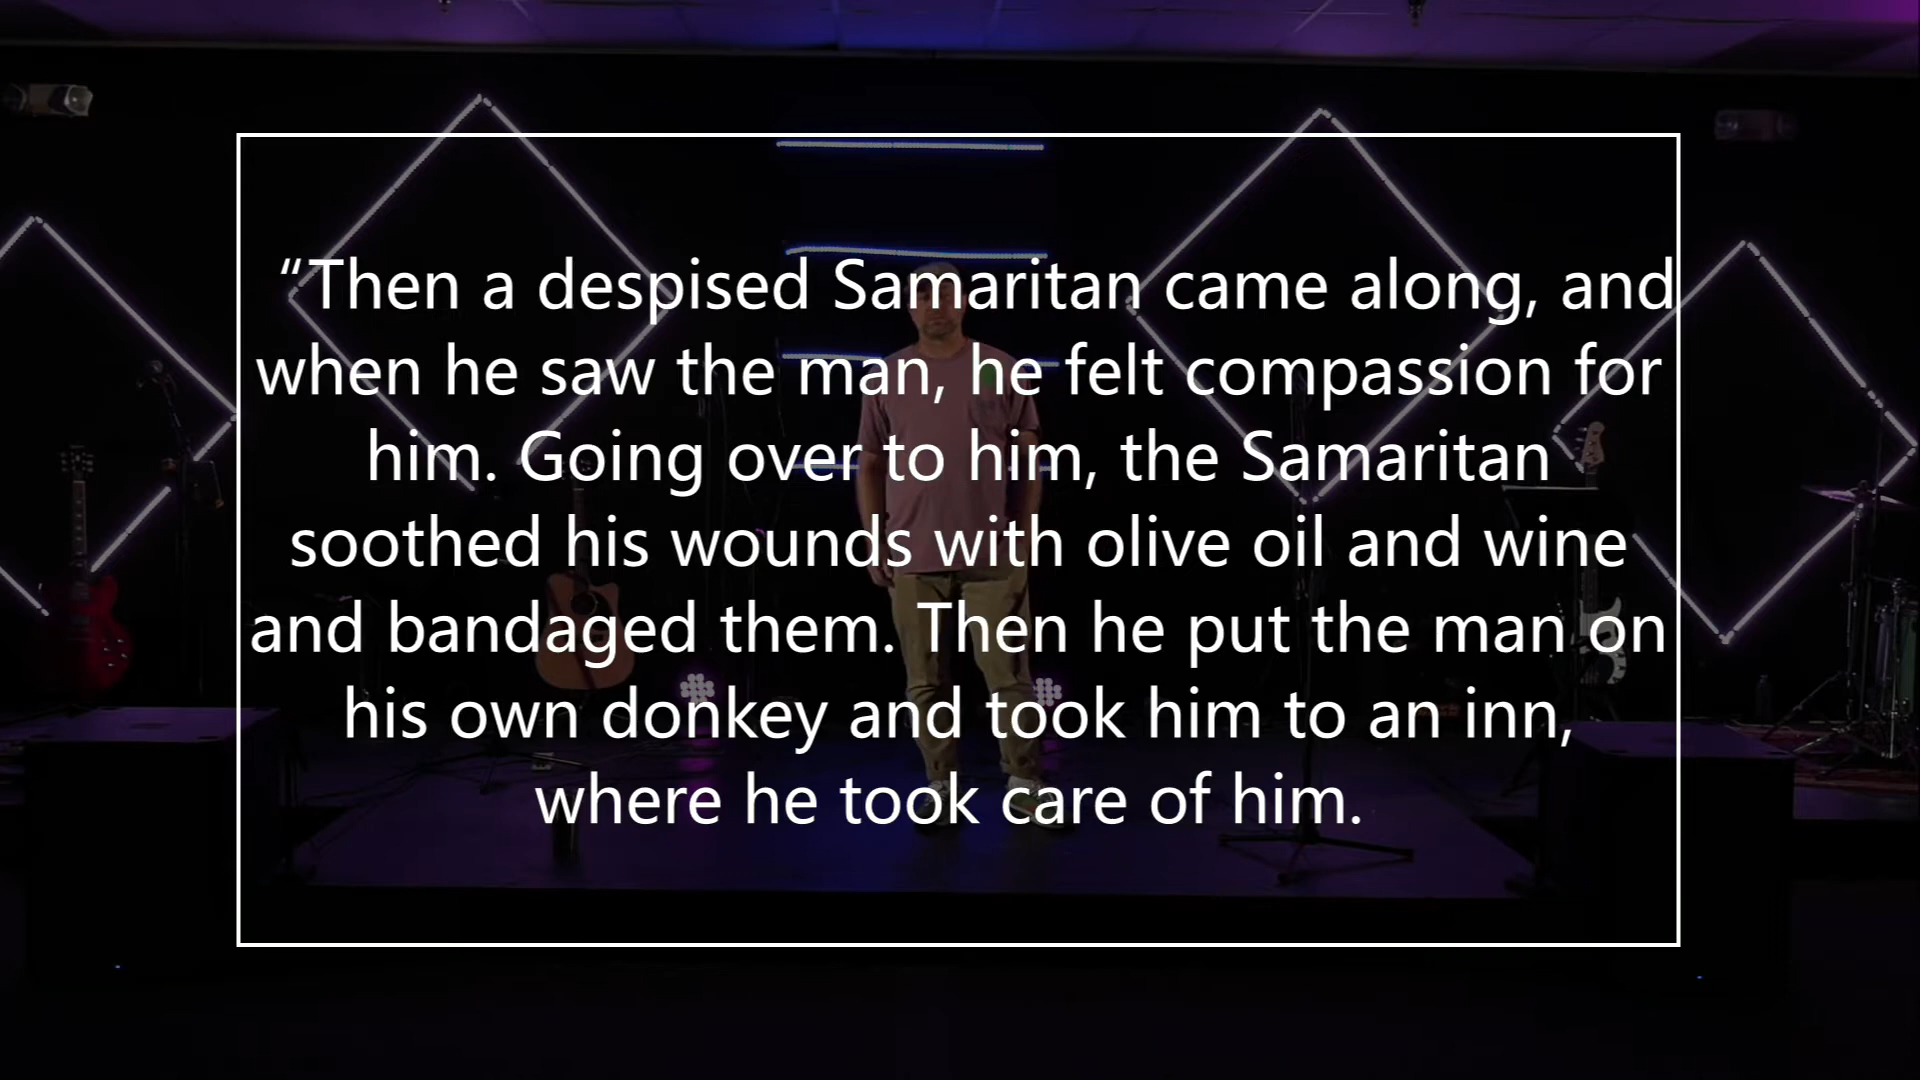 “Then a despised Samaritan came along, and
when he saw the man, he felt compassion for
him. Going over to him, the Samaritan
soothed his wounds with olive oil and wine
and bandaged them. Then he put the man on
his own donkey and took him to an inn,
where he took care of him.